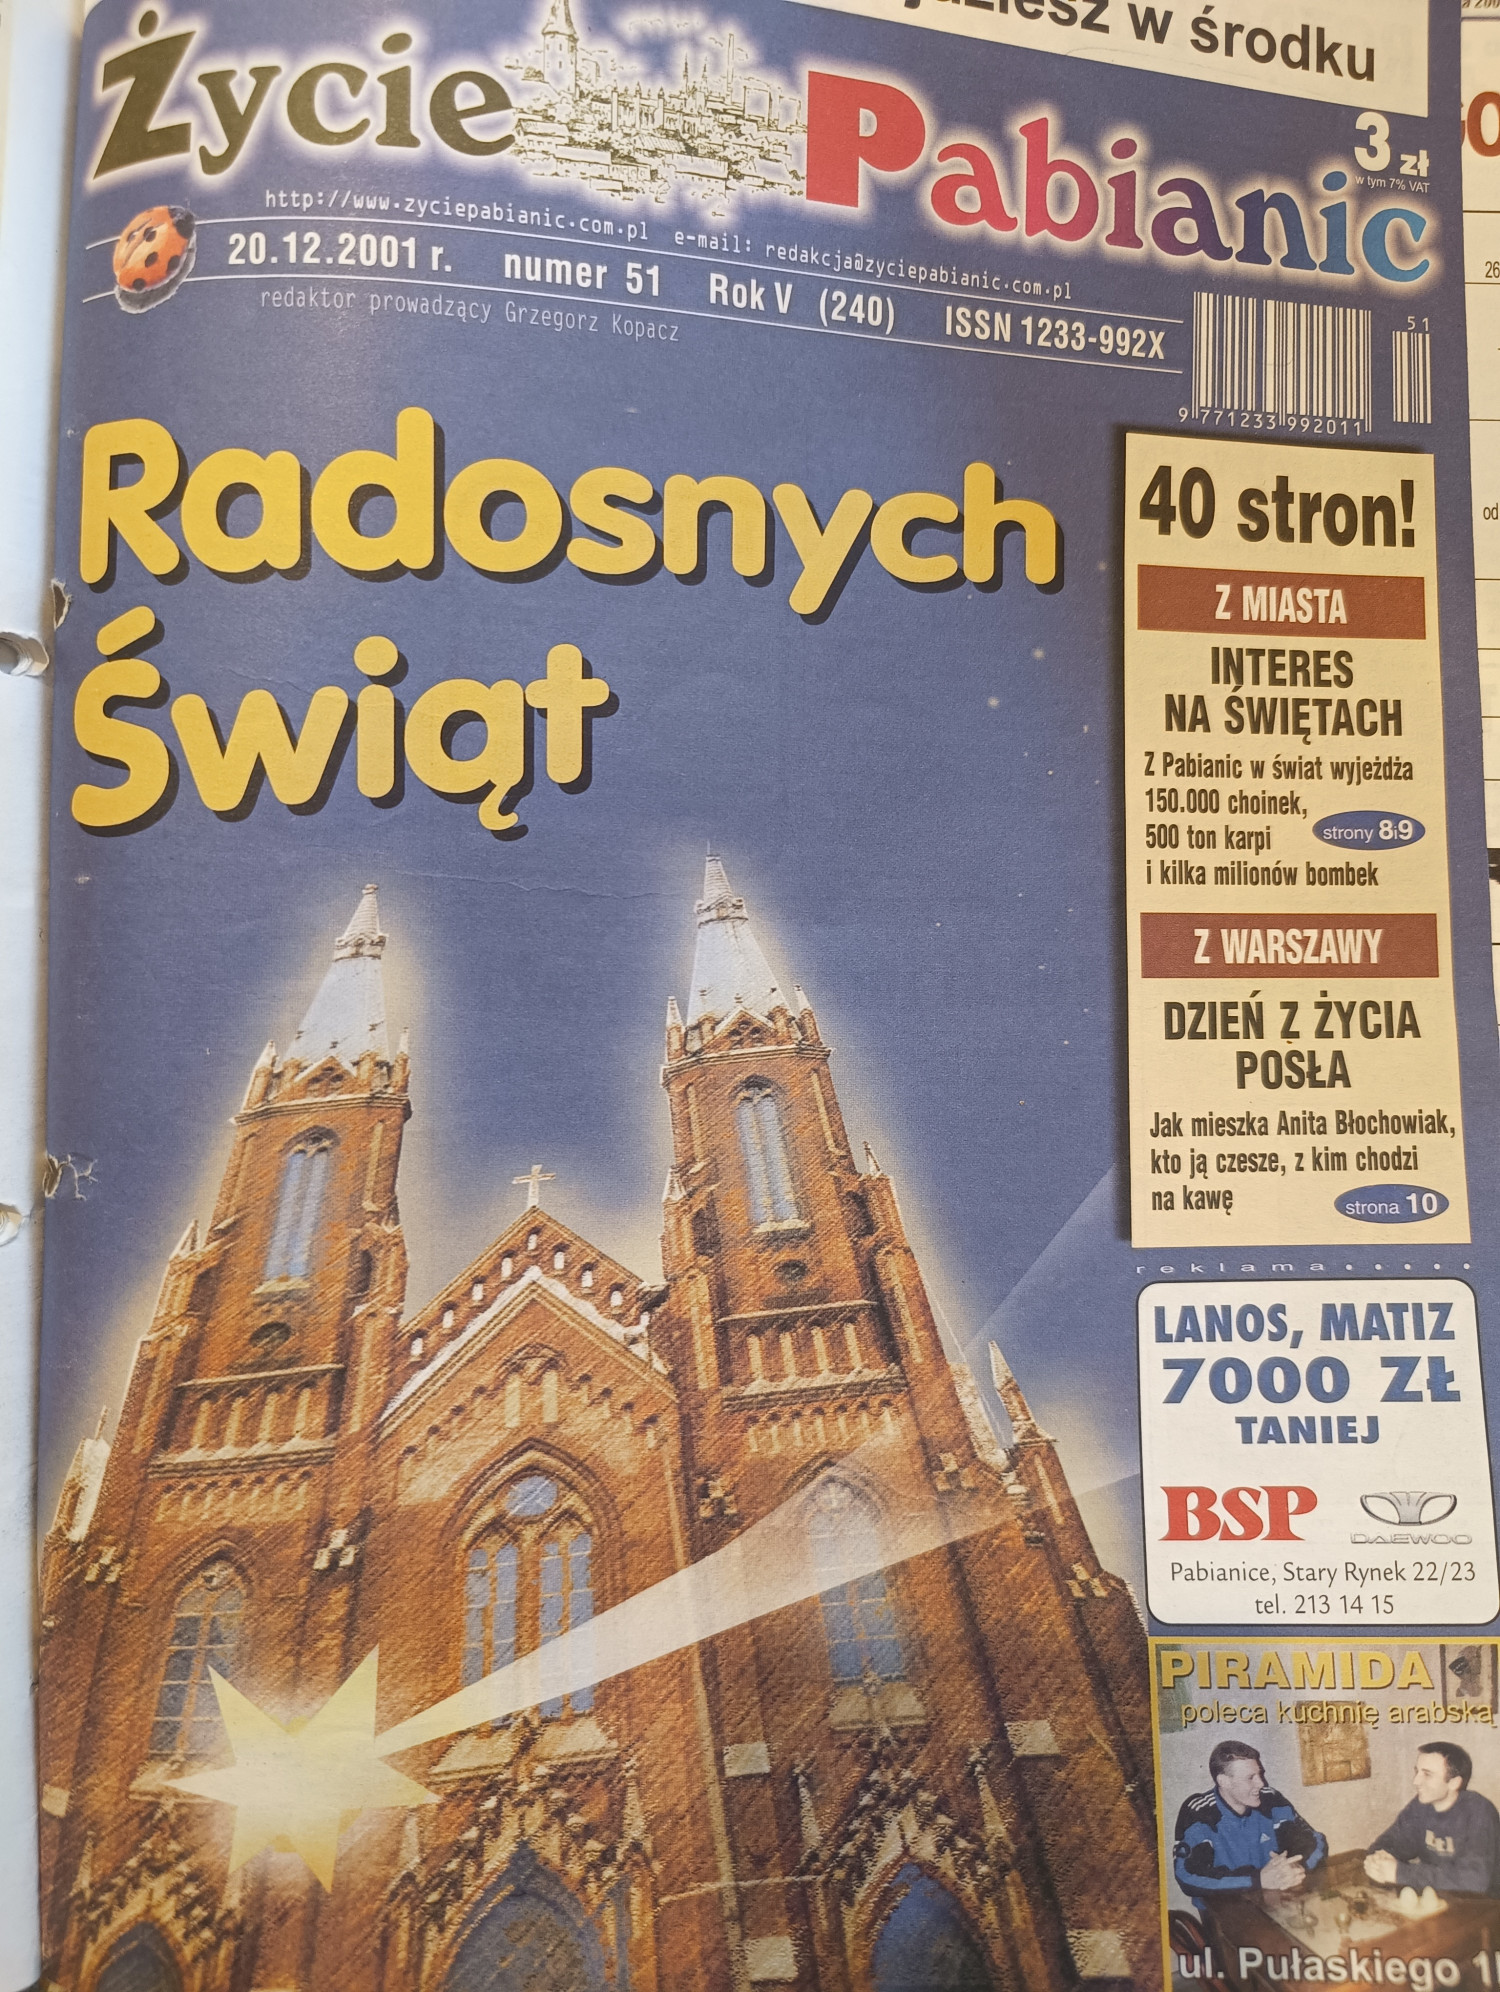 w środku
Życie Pabianic
3 zł
w tym 7% VAT
http://www.zyciepabianic.com.pl e-mail: redakcja@zyciepabianic.com.pl
20.12.2001 r. numer 51 Rok V (240) ISSN 1233-992X
redaktor prowadzący Grzegorz Kopacz
51
9 771233 992011
Radosnych
Świąt
40 stron!
Z MIASTA
INTERES
NA ŚWIĘTACH
Z Pabianic w świat wyjeżdża
150.000 choinek,
500 ton karpi
strony 8i9
i kilka milionów bombek
Z WARSZAWY
DZIEŃ Z ŻYCIA
POSŁA
Jak mieszka Anita Błochowiak,
kto ją czesze, z kim chodzi
na kawę
strona 10
reklama.....
LANOS, MATIZ
7000 ZŁ
TANIEJ
BSP DAEWOO
Pabianice, Stary Rynek 22/23
tel. 213 14 15
PIRAMIDA
poleca kuchnię arabską
adidas
ul. Pułaskiego